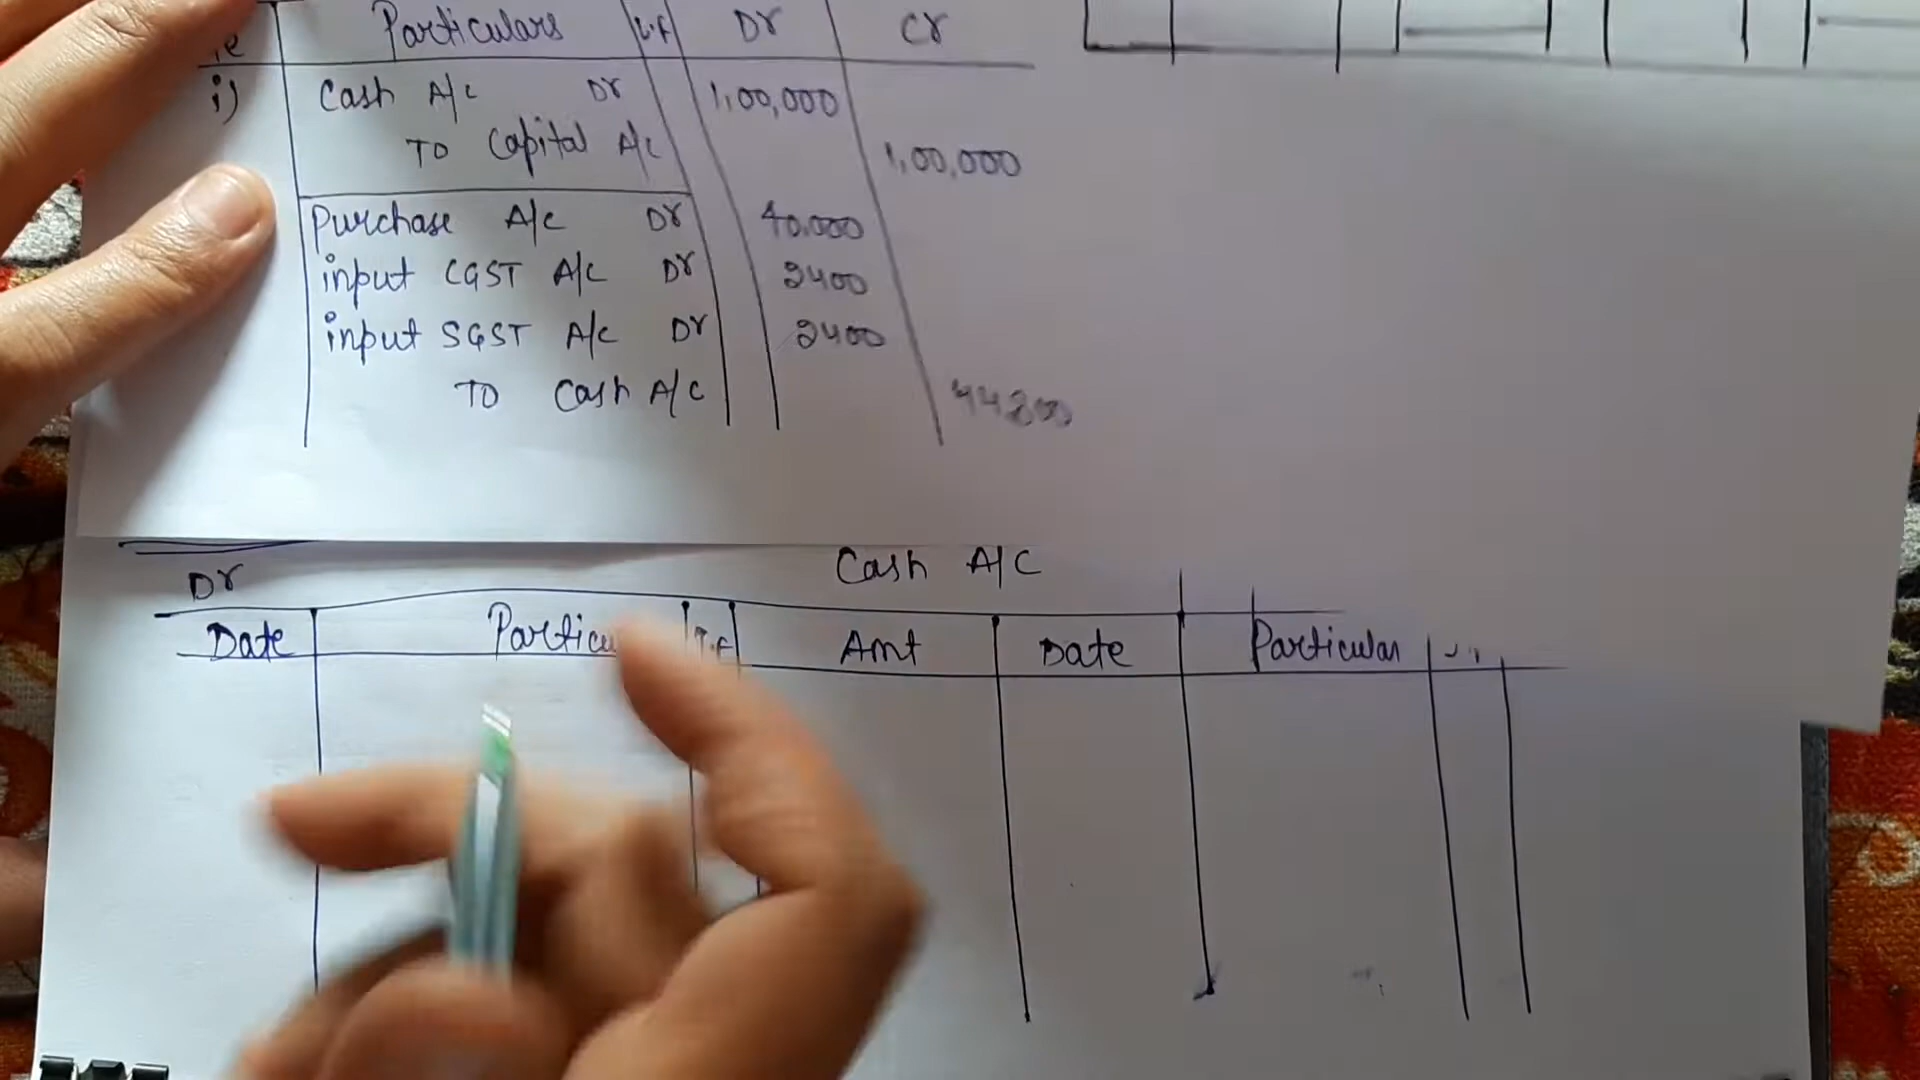 Particulars L.F Dr Cr
i) Cash A/c Dr 1,00,000
To Capital A/c 1,00,000
Purchase A/c Dr 40,000
input CGST A/c Dr 2400
input SGST A/c Dr 2400
To Cash A/c 44800
Dr Cash A/C
Date Amt Date Particular